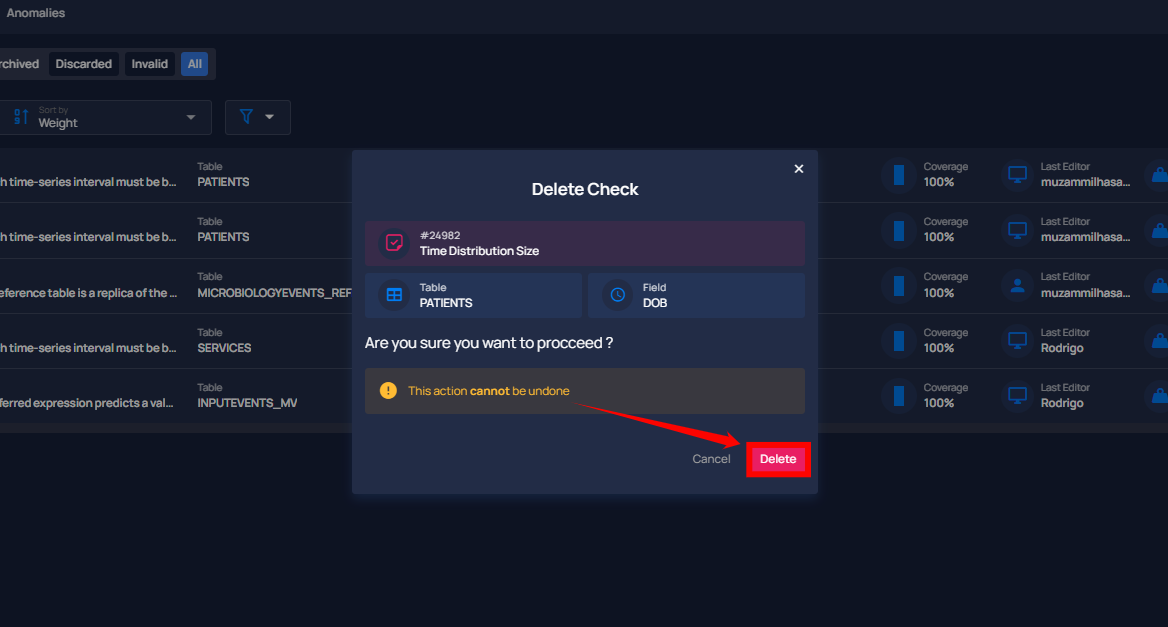 Anomalies
rchived Discarded Invalid All
Sort by
Weight
Table Coverage Last Editor
h time-series interval must be b... PATIENTS 100% muzammilhasa...
Table Coverage Last Editor
h time-series interval must be b... PATIENTS 100% muzammilhasa...
Table Coverage Last Editor
eference table is a replica of the ... MICROBIOLOGYEVENTS_REF 100% muzammilhasa...
Table Coverage Last Editor
h time-series interval must be b... SERVICES 100% Rodrigo
Table Coverage Last Editor
ferred expression predicts a val... INPUTEVENTS_MV 100% Rodrigo
Delete Check
#24982
Time Distribution Size
Table Field
PATIENTS DOB
Are you sure you want to procceed ?
This action cannot be undone
Cancel Delete